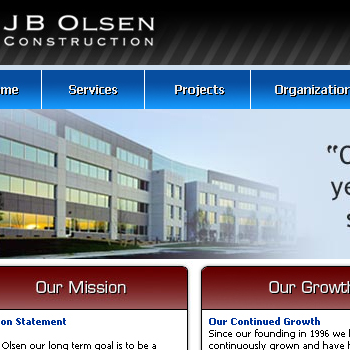 JB OLSEN
CONSTRUCTION
me Services Projects Organization
"
ye
Our Mission
Our Growth
on Statement
Olsen our long term goal is to be a
Our Continued Growth
Since our founding in 1996 we
continuously grown and have